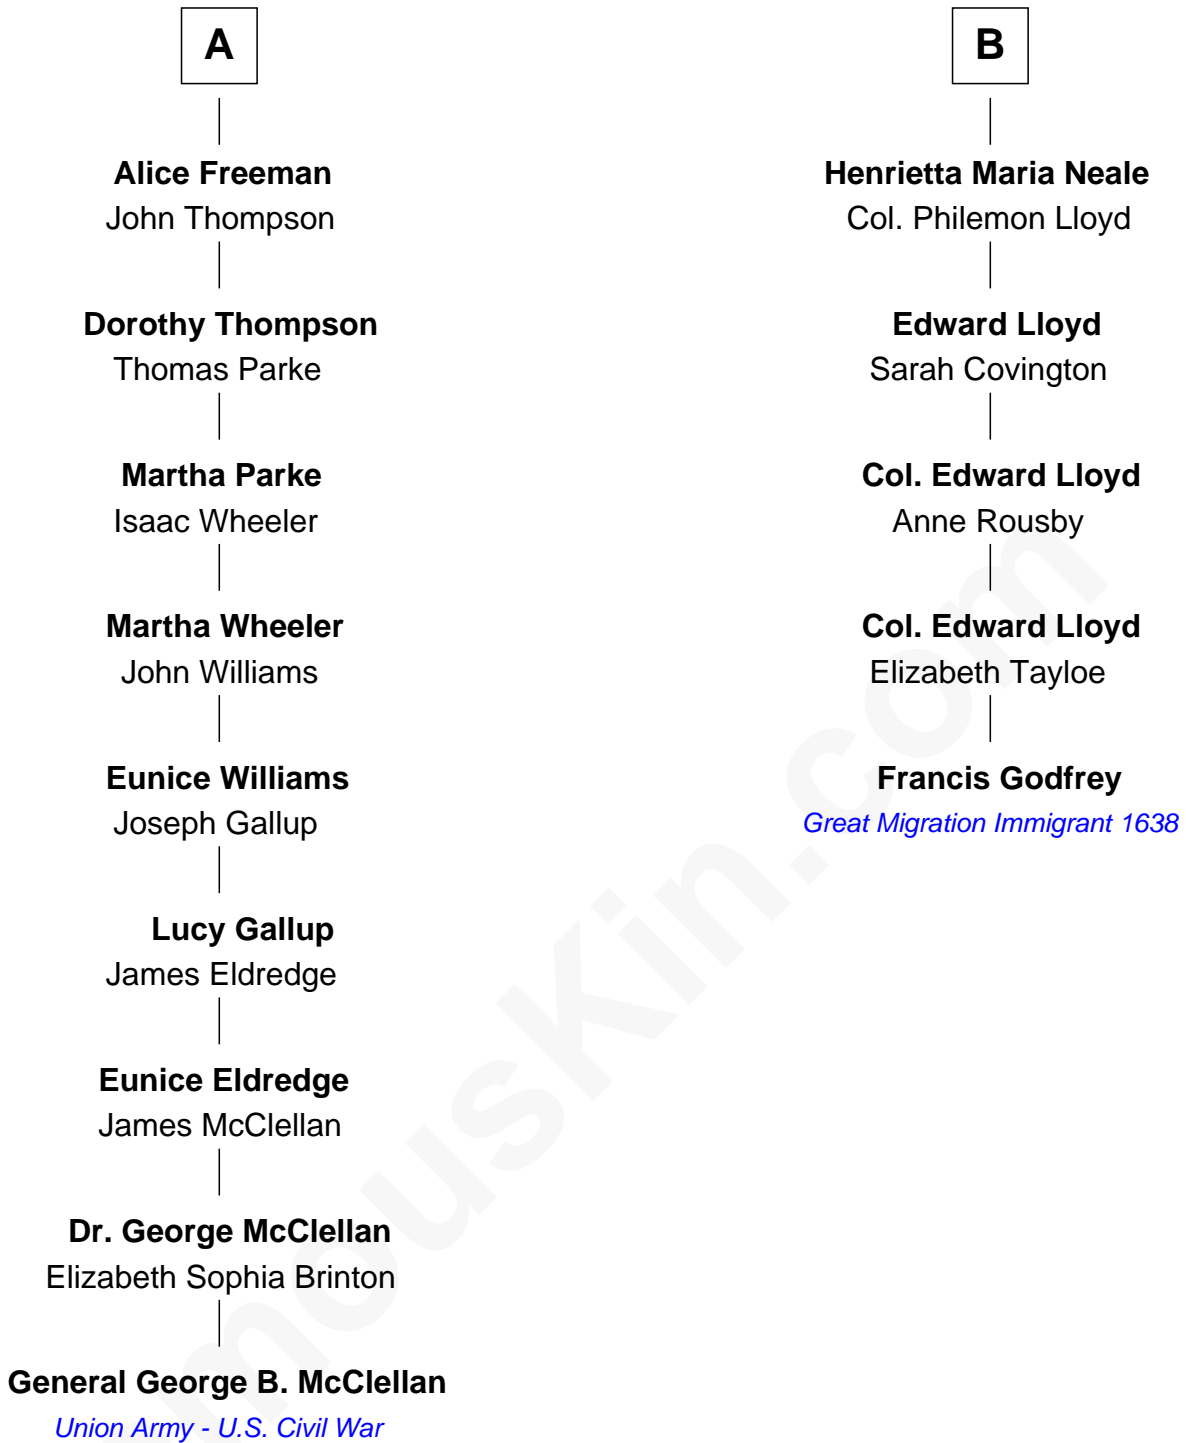 A
Alice Freeman
John Thompson
Dorothy Thompson
Thomas Parke
Martha Parke
Isaac Wheeler
Martha Wheeler
John Williams
Eunice Williams
Joseph Gallup
Lucy Gallup
James Eldredge
Eunice Eldredge
James McClellan
Dr. George McClellan
Elizabeth Sophia Brinton
General George B. McClellan
Union Army - U.S. Civil War
B
Henrietta Maria Neale
Col. Philemon Lloyd
Edward Lloyd
Sarah Covington
Col. Edward Lloyd
Anne Rousby
Col. Edward Lloyd
Elizabeth Tayloe
Francis Godfrey
Great Migration Immigrant 1638
mousKin.com